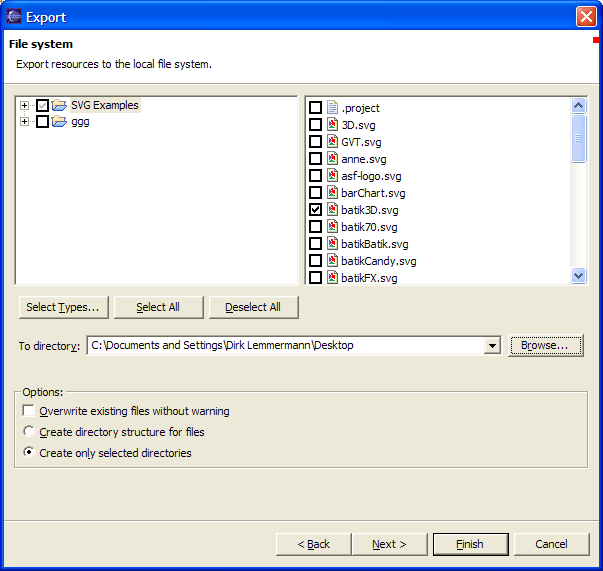 Export
File system
Export resources to the local file system.
SVG Examples
ggg
.project
3D.svg
GVT.svg
anne.svg
asf-logo.svg
barChart.svg
batik3D.svg
batik70.svg
batikBatik.svg
batikCandy.svg
batikFX.svg
Select Types...
Select All
Deselect All
To directory:
C:\Documents and Settings\Dirk Lemmermann\Desktop
Browse...
Options:
Overwrite existing files without warning
Create directory structure for files
Create only selected directories
< Back
Next >
Finish
Cancel